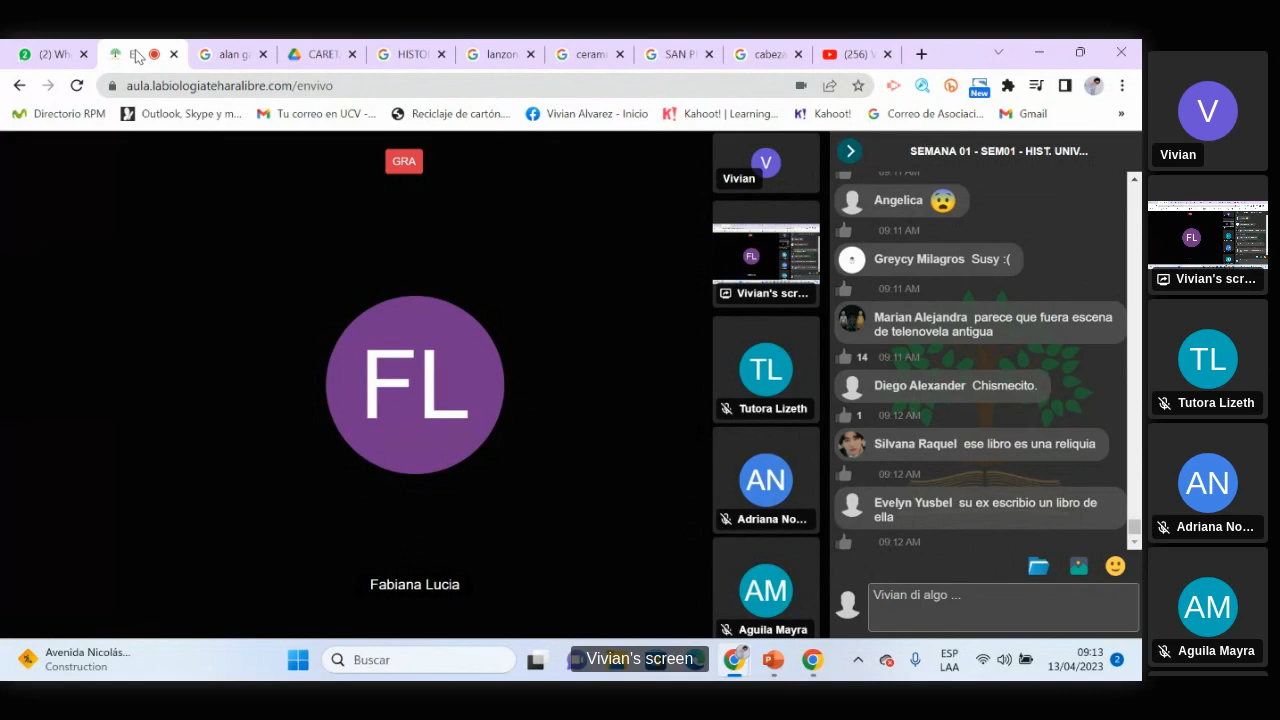 (2) Wh
E
alan g
CARET
HISTO
lanzon
ceram
SAN P
cabeza
(256) V
aula.labiologiateharalibre.com/envivo
New
Directorio RPM
Outlook, Skype y m...
Tu correo en UCV -...
Reciclaje de cartón....
Vivian Alvarez - Inicio
Kahoot! | Learning...
Kahoot!
Correo de Asociaci...
Gmail
»
GRA
FL
Fabiana Lucia
V
Vivian
FL
Vivian's scr...
TL
Tutora Lizeth
AN
Adriana No...
AM
Aguila Mayra
SEMANA 01 - SEM01 - HIST. UNIV...
09:11 AM
Angelica
09:11 AM
Greycy Milagros Susy :(
09:11 AM
Marian Alejandra parece que fuera escena
de telenovela antigua
14 09:11 AM
Diego Alexander Chismecito.
1 09:12 AM
Silvana Raquel ese libro es una reliquia
09:12 AM
Evelyn Yusbel su ex escribio un libro de
ella
09:12 AM
Vivian di algo ...
Avenida Nicolás...
Construction
Buscar
Vivian's screen
ESP
LAA
09:13
13/04/2023
2
V
Vivian
FL
Vivian's scr...
TL
Tutora Lizeth
AN
Adriana No...
AM
Aguila Mayra